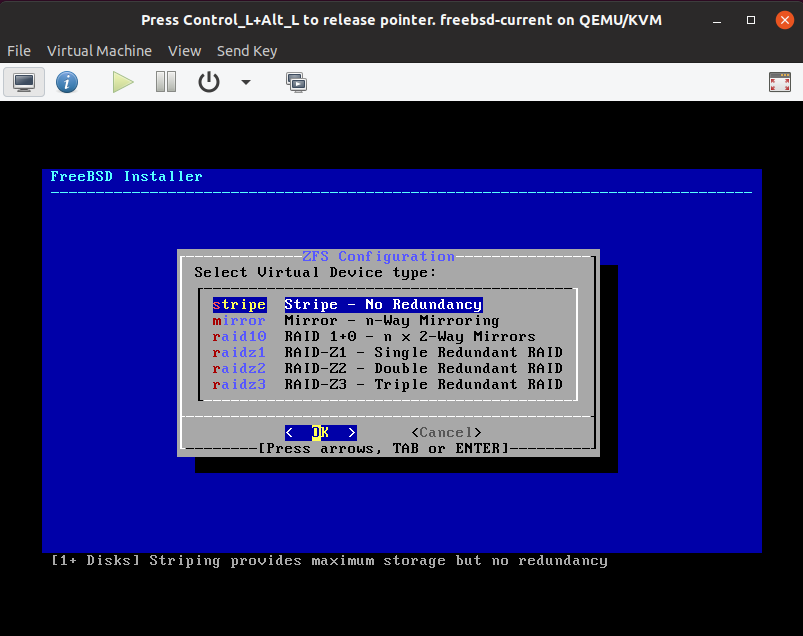 Press Control_L+Alt_L to release pointer. freebsd-current on QEMU/KVM
File Virtual Machine View Send Key
FreeBSD Installer
ZFS Configuration
Select Virtual Device type:
stripe Stripe - No Redundancy
mirror Mirror - n-Way Mirroring
raid10 RAID 1+0 - n x 2-Way Mirrors
raidz1 RAID-Z1 - Single Redundant RAID
raidz2 RAID-Z2 - Double Redundant RAID
raidz3 RAID-Z3 - Triple Redundant RAID
< OK > <Cancel>
[Press arrows, TAB or ENTER]
[1+ Disks] Striping provides maximum storage but no redundancy